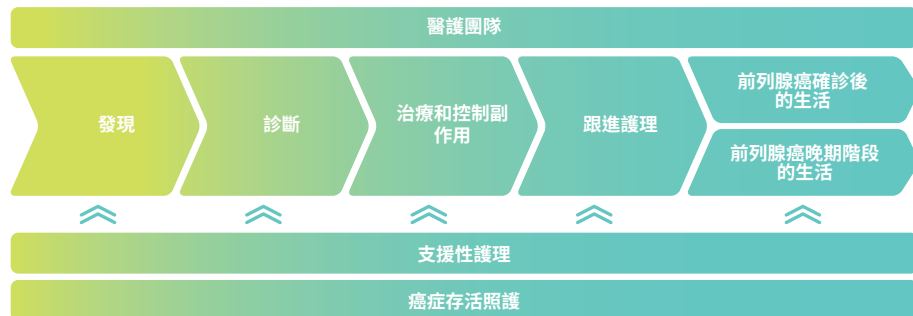 醫護團隊
發現
診斷
治療和控制副
作用
跟進護理
前列腺癌確診後
的生活
前列腺癌晚期階段
的生活
支援性護理
癌症存活照護